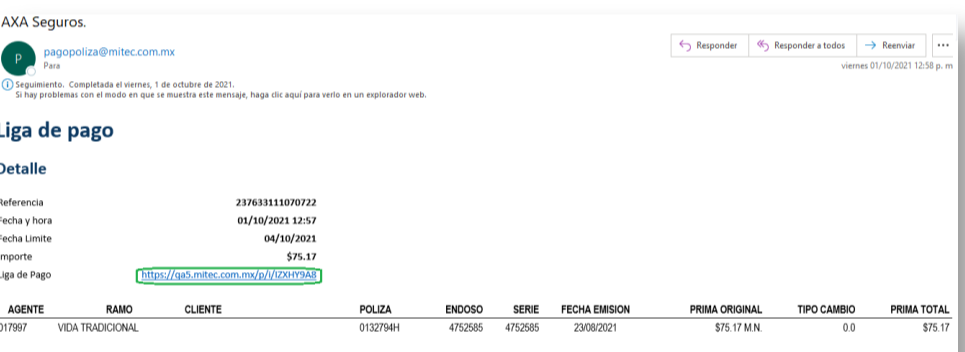 AXA Seguros.
P
pagopoliza@mitec.com.mx
Para
Responder
Responder a todos
Reenviar
viernes 01/10/2021 12:58 p. m
Seguimiento. Completada el viernes, 1 de octubre de 2021.
Si hay problemas con el modo en que se muestra este mensaje, haga clic aquí para verlo en un explorador web.
Liga de pago
Detalle
Referencia 237633111070722
Fecha y hora 01/10/2021 12:57
Fecha Limite 04/10/2021
Importe $75.17
Liga de Pago https://qa5.mitec.com.mx/p/i/IZXHY9A8
AGENTE RAMO CLIENTE POLIZA ENDOSO SERIE FECHA EMISION PRIMA ORIGINAL TIPO CAMBIO PRIMA TOTAL
017997 VIDA TRADICIONAL 0132794H 4752585 4752585 23/08/2021 $75.17 M.N. 0.0 $75.17